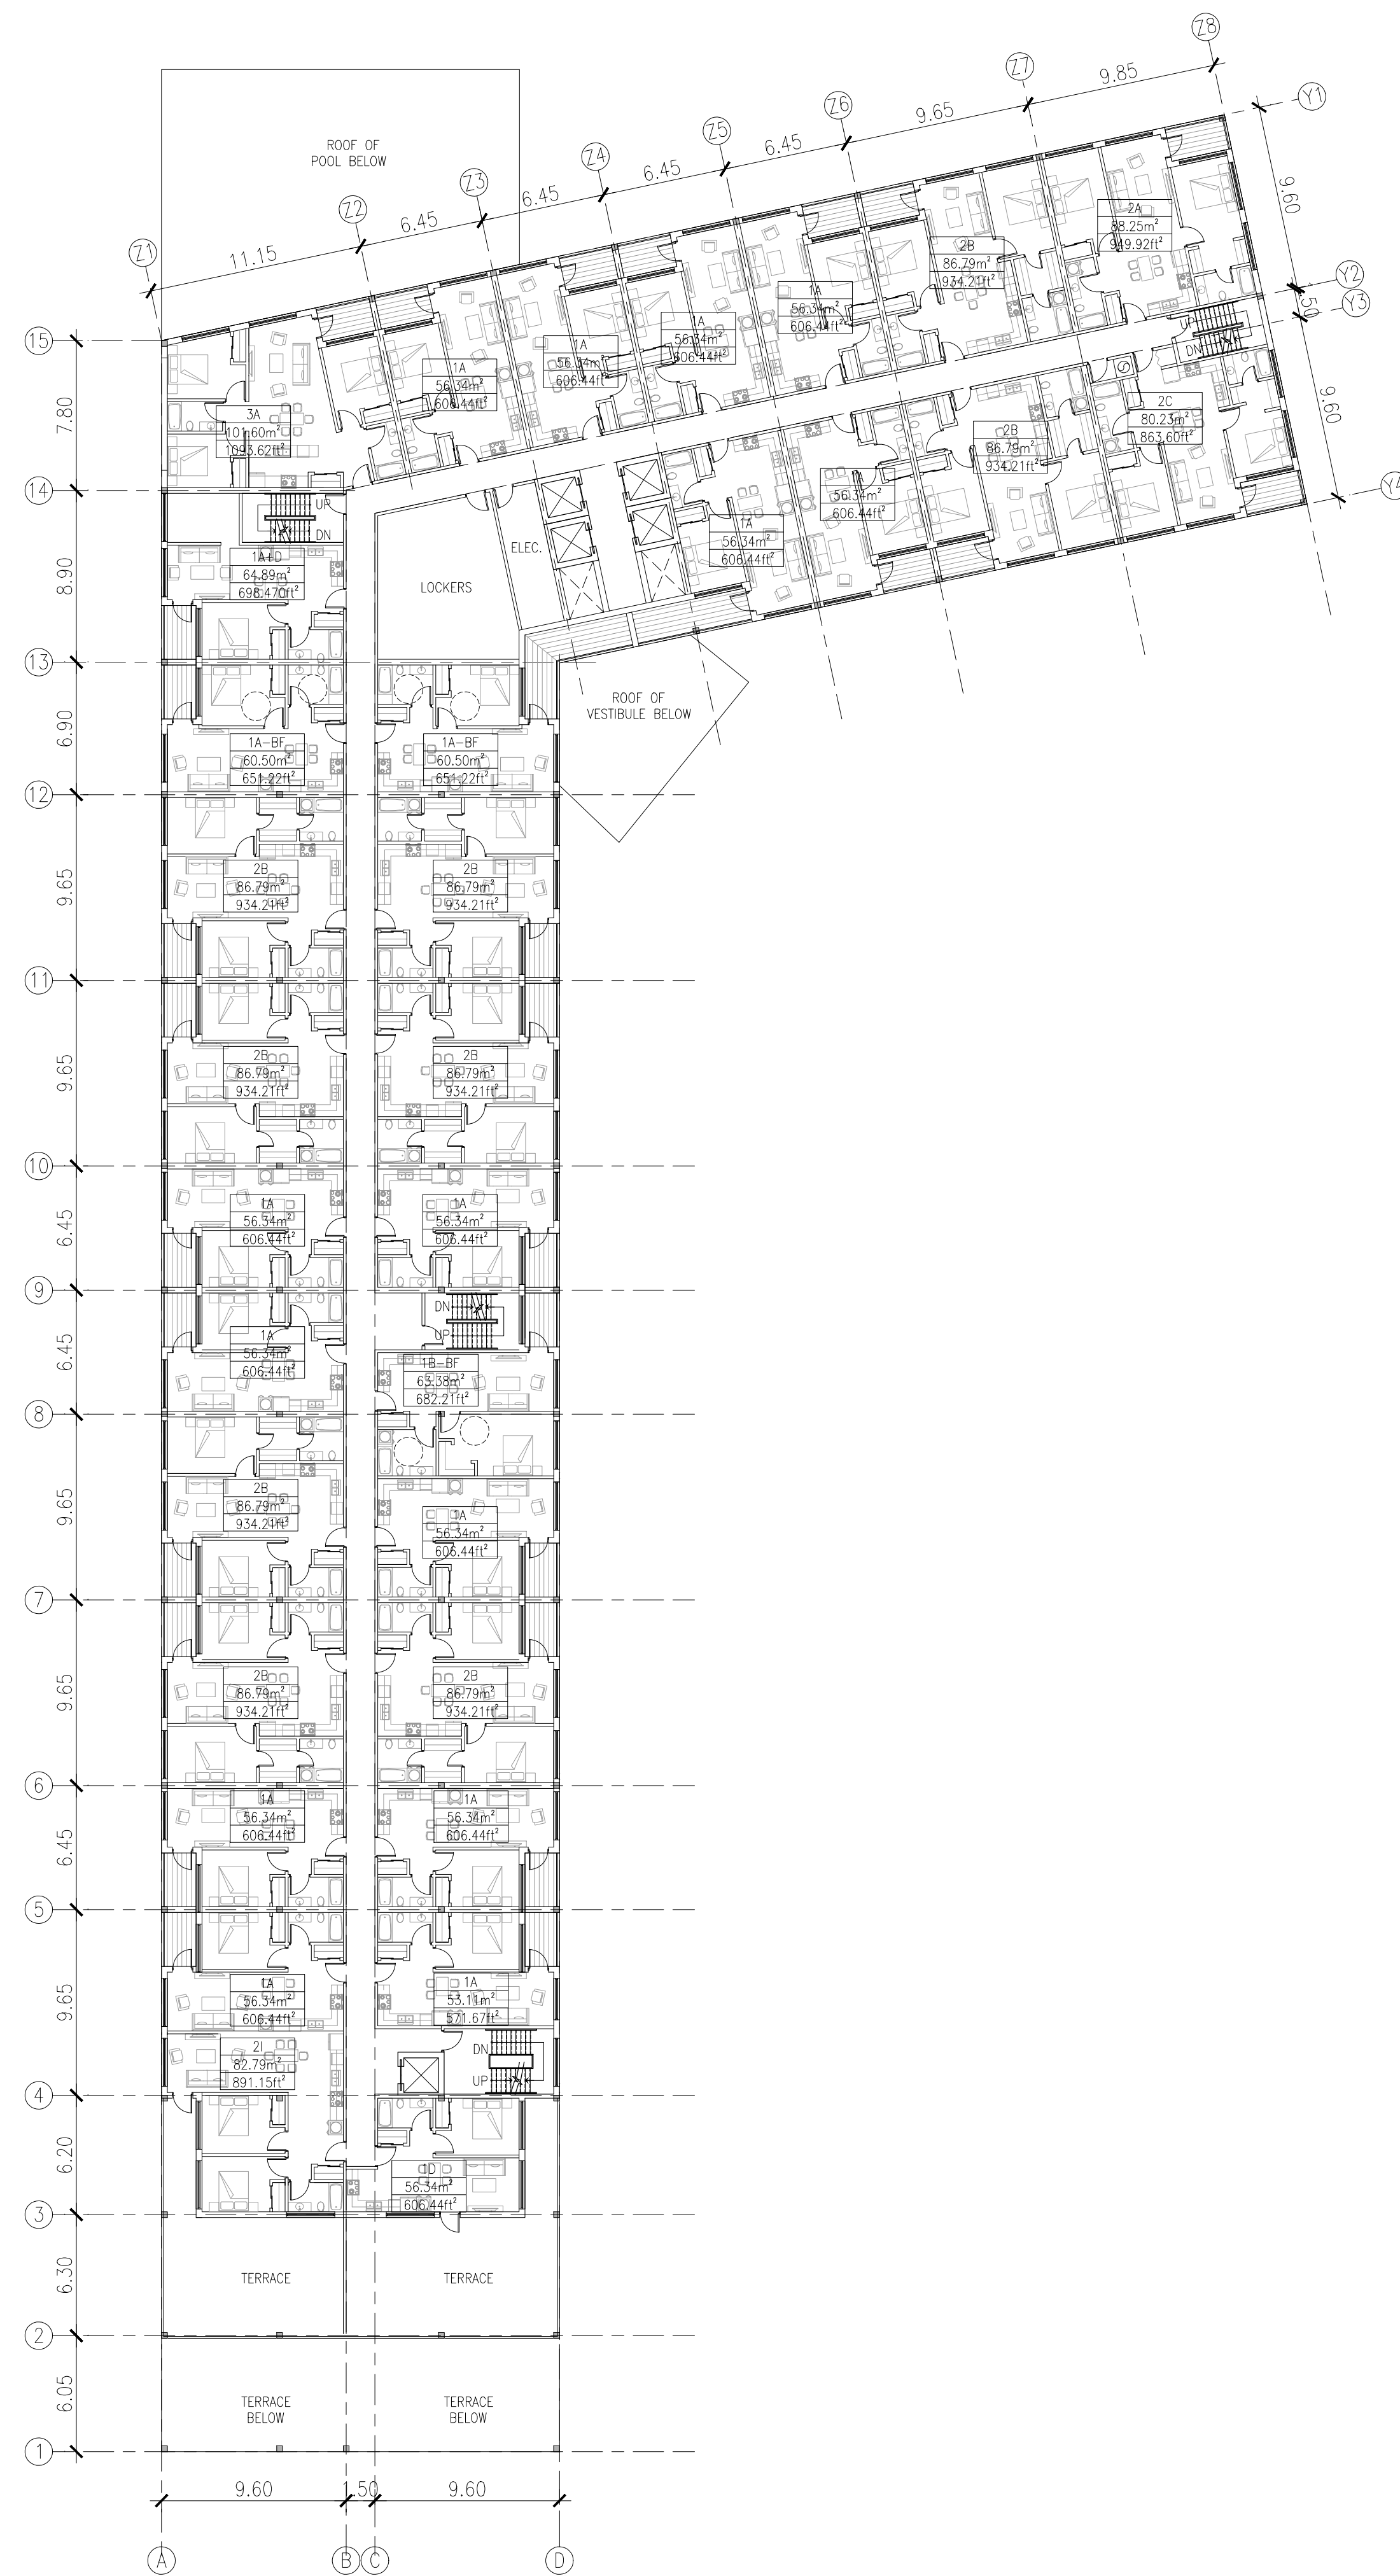 Z8
9.85
Z7
Y1
9.65
Z6
6.45
Z5
6.45
Z4
6.45
Z3
6.45
Z2
11.15
Z1
ROOF OF
POOL BELOW
9.60
Y2
1.50
Y3
9.60
Y4
2A
88.25m²
949.92ft²
2B
86.79m²
934.21ft²
1A
56.34m²
606.44ft²
1A
56.34m²
606.44ft²
1A
56.34m²
606.44ft²
1A
56.34m²
606.44ft²
3A
101.60m²
1093.62ft²
UP
DN
2C
80.23m²
863.60ft²
2B
86.79m²
934.21ft²
1A
56.34m²
606.44ft²
1A
56.34m²
606.44ft²
15
7.80
14
UP
DN
ELEC.
LOCKERS
8.90
1A+D
64.89m²
698.470ft²
13
ROOF OF
VESTIBULE BELOW
6.90
1A-BF
60.50m²
651.22ft²
1A-BF
60.50m²
651.22ft²
12
9.65
2B
86.79m²
934.21ft²
2B
86.79m²
934.21ft²
11
9.65
2B
86.79m²
934.21ft²
2B
86.79m²
934.21ft²
10
6.45
1A
56.34m²
606.44ft²
1A
56.34m²
606.44ft²
9
DN
UP
6.45
1A
56.34m²
606.44ft²
1B-BF
63.38m²
682.21ft²
8
9.65
2B
86.79m²
934.21ft²
1A
56.34m²
606.44ft²
7
9.65
2B
86.79m²
934.21ft²
2B
86.79m²
934.21ft²
6
6.45
1A
56.34m²
606.44ft²
1A
56.34m²
606.44ft²
5
9.65
1A
56.34m²
606.44ft²
1A
53.11m²
571.67ft²
2I
82.79m²
891.15ft²
DN
UP
4
6.20
1D
56.34m²
606.44ft²
3
6.30
TERRACE
TERRACE
2
6.05
TERRACE
BELOW
TERRACE
BELOW
1
9.60
1.50
9.60
A
B
C
D